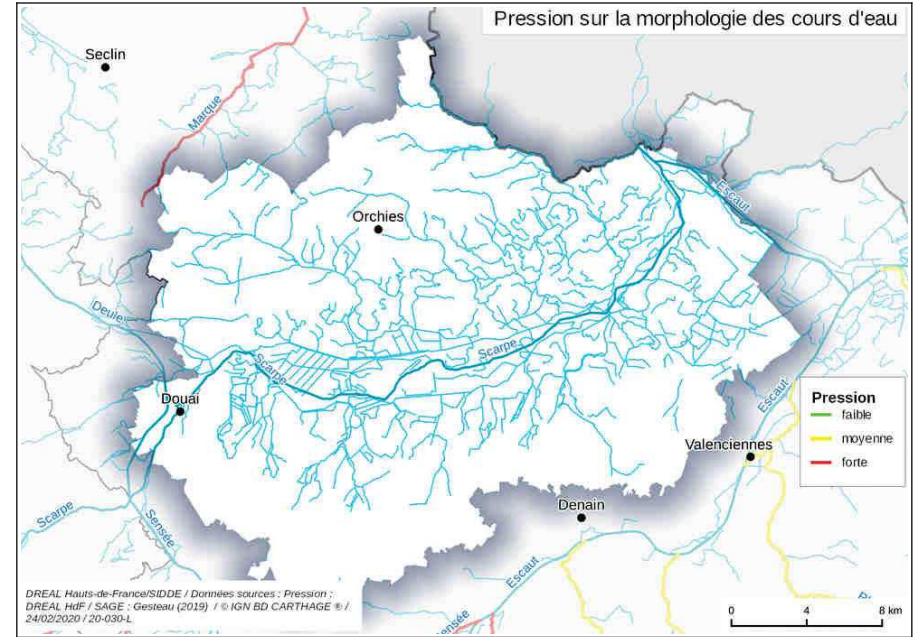 Pression sur la morphologie des cours d'eau
Seclin
Marque
Orchies
Escaut
Deule
Scarpe
Scarpe
Douai
Escaut
Pression
faible
moyenne
forte
Valenciennes
Denain
Scarpe
Sensée
Escaut
Sensée
DREAL Hauts-de-France/SIDDE / Données sources : Pression :
DREAL HdF / SAGE : Gesteau (2019) / © IGN BD CARTHAGE ® /
24/02/2020 / 20-030-L
0 4 8 km